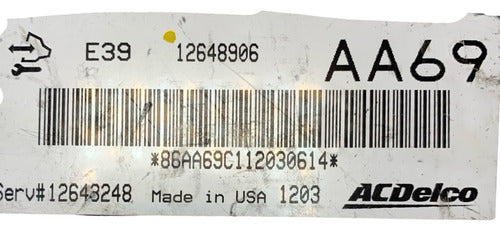 E39 12648906 AA69
*86AA69C112030614*
Serv#12643248 Made in USA 1203 ACDelco